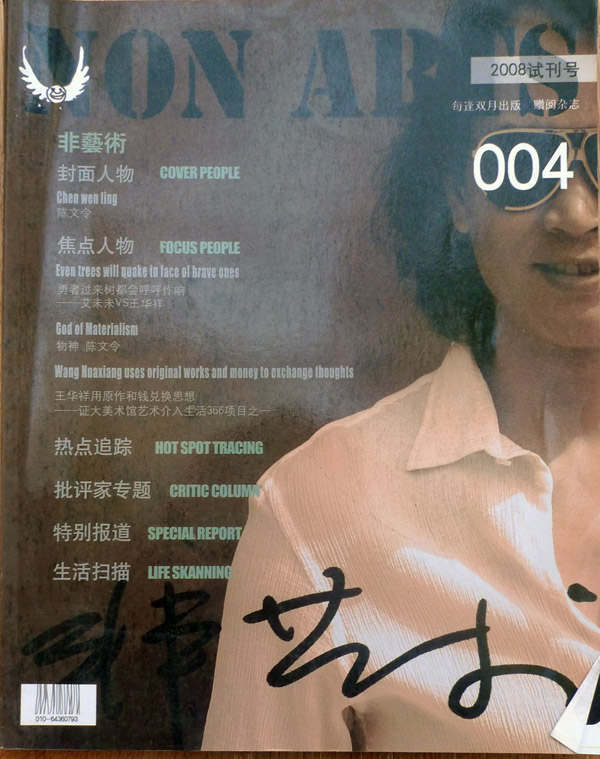 NON ARTS
2008试刊号
每逢双月出版 赠阅杂志
004
非藝術
封面人物 COVER PEOPLE
Chen wen ling
陈文令
焦点人物 FOCUS PEOPLE
Even trees will quake in face of brave ones
勇者过来树都会呼呼作响
——艾未未VS王华祥
God of Materialism
物神 陈文令
Wang Huaxiang uses original works and money to exchange thoughts
王华祥用原作和钱兑换思想
——证大美术馆艺术介入生活366项目之一
热点追踪 HOT SPOT TRACING
批评家专题 CRITIC COLUMN
特别报道 SPECIAL REPORT
生活扫描 LIFE SKANNING
010-64360793